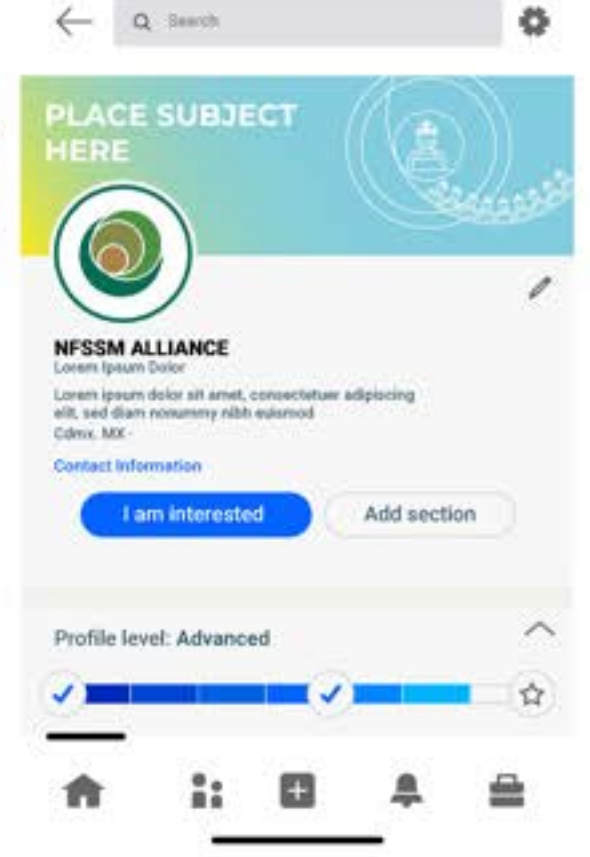 Search
PLACE SUBJECT
HERE
NFSSM ALLIANCE
Lorem Ipsum Dolor
Lorem ipsum dolor sit amet, consectetuer adipiscing
elit, sed diam nonummy nibh euismod
Cdmx, MX -
Contact Information
I am interested
Add section
Profile level: Advanced